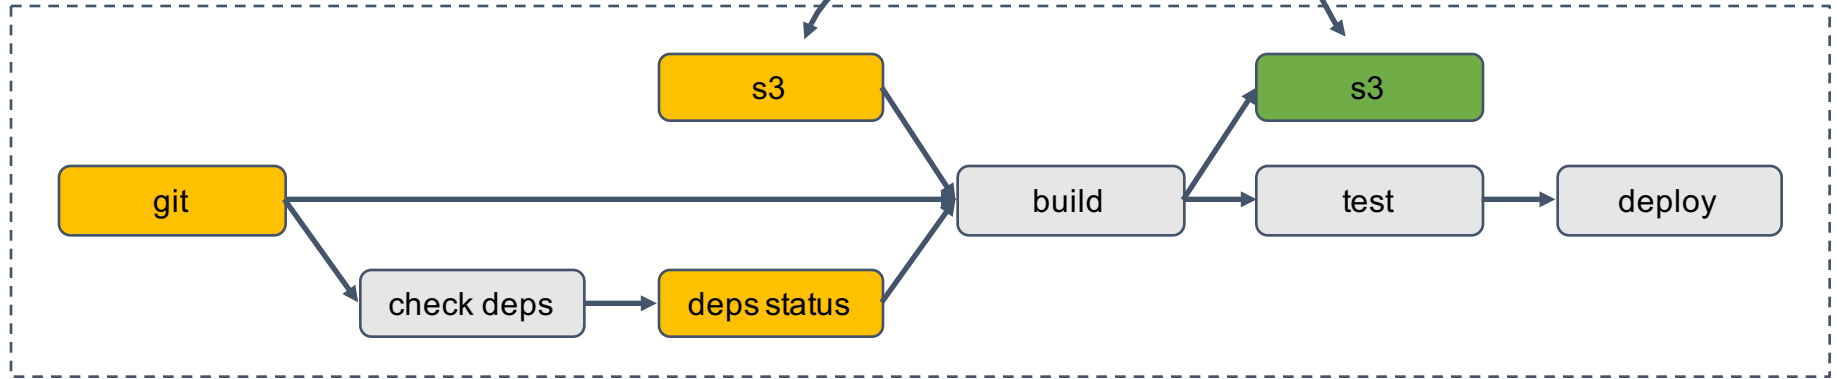 s3
s3
git
build
test
deploy
check deps
deps status